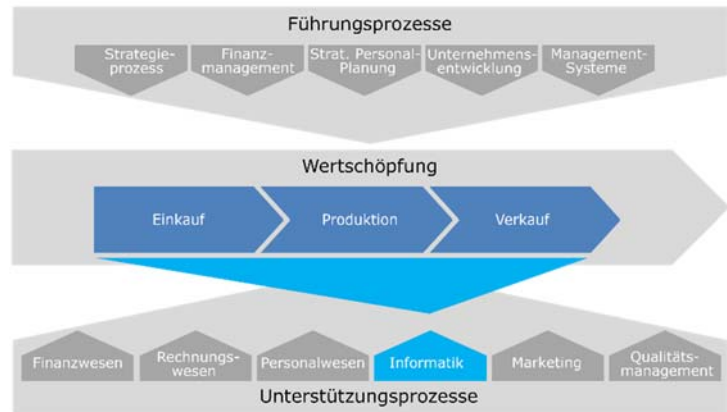 Führungsprozesse
Strategie-
prozess
Finanz-
management
Strat. Personal-
Planung
Unternehmens-
entwicklung
Management-
Systeme
Wertschöpfung
Einkauf
Produktion
Verkauf
Finanzwesen
Rechnungs-
wesen
Personalwesen
Informatik
Marketing
Qualitäts-
management
Unterstützungsprozesse